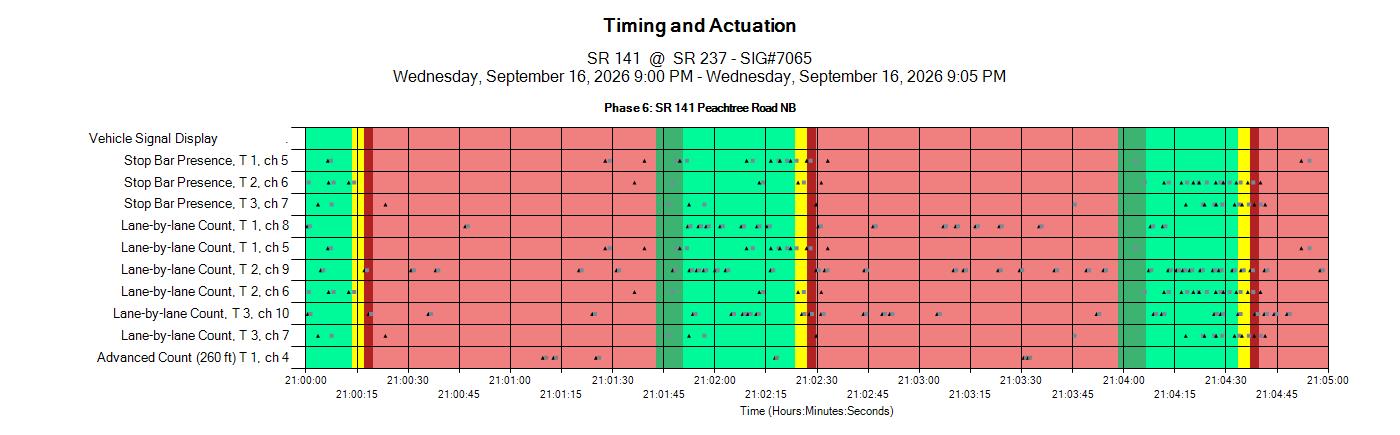 Timing and Actuation
SR 141 @ SR 237 - SIG#7065
Wednesday, September 16, 2026 9:00 PM - Wednesday, September 16, 2026 9:05 PM
Phase 6: SR 141 Peachtree Road NB
Vehicle Signal Display .
Stop Bar Presence, T 1, ch 5
Stop Bar Presence, T 2, ch 6
Stop Bar Presence, T 3, ch 7
Lane-by-lane Count, T 1, ch 8
Lane-by-lane Count, T 1, ch 5
Lane-by-lane Count, T 2, ch 9
Lane-by-lane Count, T 2, ch 6
Lane-by-lane Count, T 3, ch 10
Lane-by-lane Count, T 3, ch 7
Advanced Count (260 ft) T 1, ch 4
21:00:00 21:00:30 21:01:00 21:01:30 21:02:00 21:02:30 21:03:00 21:03:30 21:04:00 21:04:30 21:05:00
21:00:15 21:00:45 21:01:15 21:01:45 21:02:15 21:02:45 21:03:15 21:03:45 21:04:15 21:04:45
Time (Hours:Minutes:Seconds)